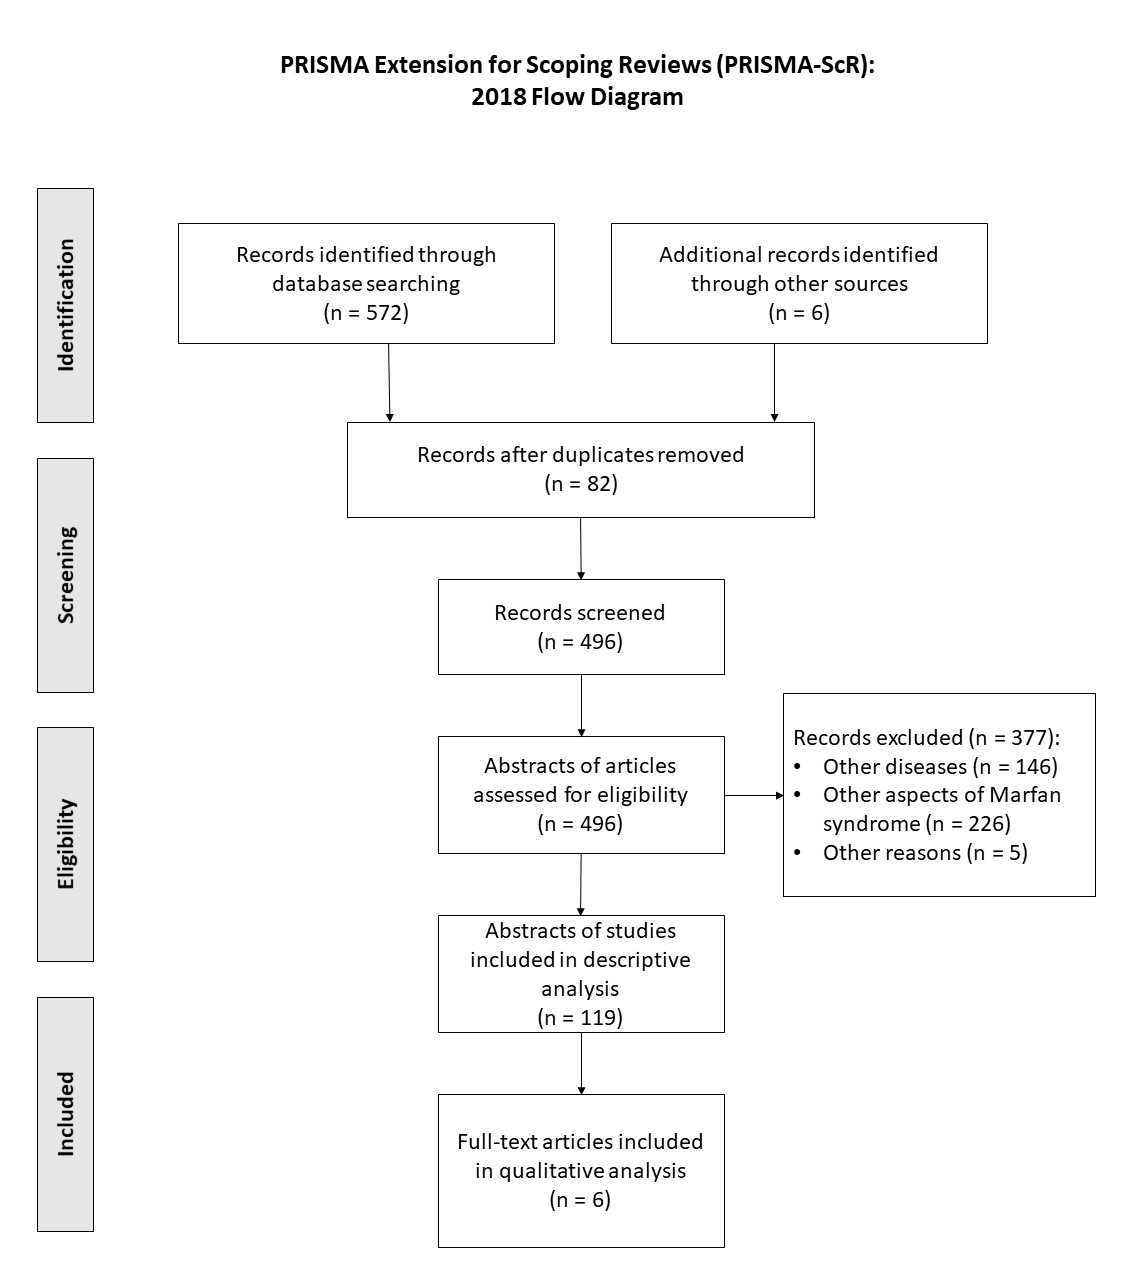 PRISMA Extension for Scoping Reviews (PRISMA-ScR):
2018 Flow Diagram
Identification
Records identified through
database searching
(n = 572)
Additional records identified
through other sources
(n = 6)
Records after duplicates removed
(n = 82)
Screening
Records screened
(n = 496)
Eligibility
Abstracts of articles
assessed for eligibility
(n = 496)
Records excluded (n = 377):
• Other diseases (n = 146)
• Other aspects of Marfan
syndrome (n = 226)
• Other reasons (n = 5)
Abstracts of studies
included in descriptive
analysis
(n = 119)
Included
Full-text articles included
in qualitative analysis
(n = 6)